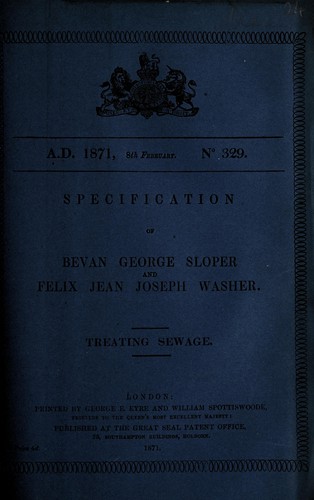 A.D. 1871, 8th FEBRUARY. Nº 329.
SPECIFICATION
OF
BEVAN GEORGE SLOPER
AND
FELIX JEAN JOSEPH WASHER.
TREATING SEWAGE.
LONDON:
PRINTED BY GEORGE E. EYRE AND WILLIAM SPOTTISWOODE,
PRINTERS TO THE QUEEN'S MOST EXCELLENT MAJESTY:
PUBLISHED AT THE GREAT SEAL PATENT OFFICE,
25, SOUTHAMPTON BUILDINGS, HOLBORN.
1871.